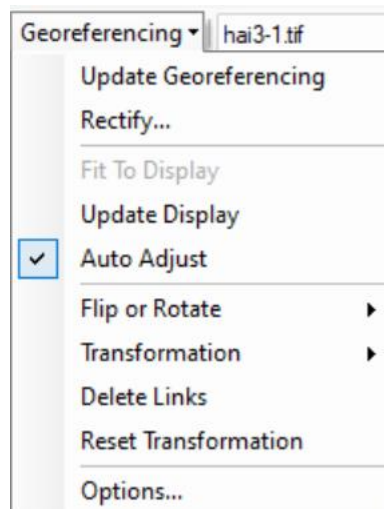 Georeferencing hai3-1.tif
Update Georeferencing
Rectify...
Fit To Display
Update Display
Auto Adjust
Flip or Rotate
Transformation
Delete Links
Reset Transformation
Options...